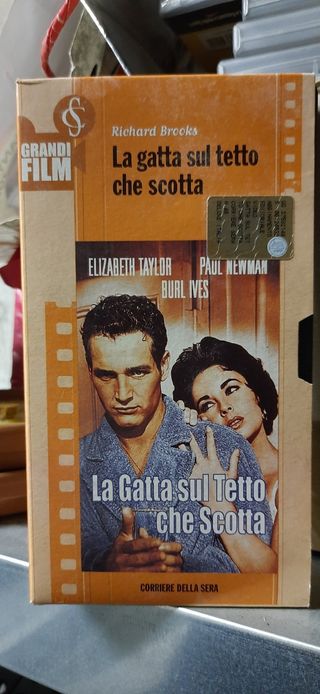 CS
GRANDI
FILM
Richard Brooks
La gatta sul tetto
che scotta
ELIZABETH TAYLOR PAUL NEWMAN
BURL IVES
La Gatta sul Tetto
che Scotta
CORRIERE DELLA SERA